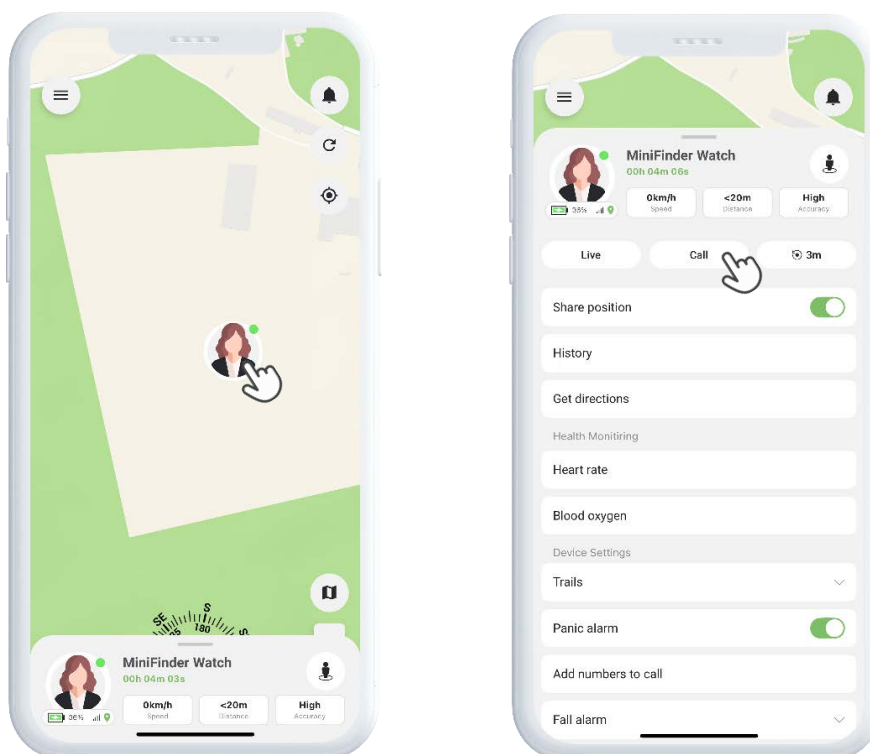 SE
S
180
MiniFinder Watch
00h 04m 03s
36%
0km/h
Speed
<20m
Distance
High
Accuracy
MiniFinder Watch
00h 04m 06s
36%
0km/h
Speed
<20m
Distance
High
Accuracy
Live
Call
3m
Share position
History
Get directions
Health Monitiring
Heart rate
Blood oxygen
Device Settings
Trails
Panic alarm
Add numbers to call
Fall alarm